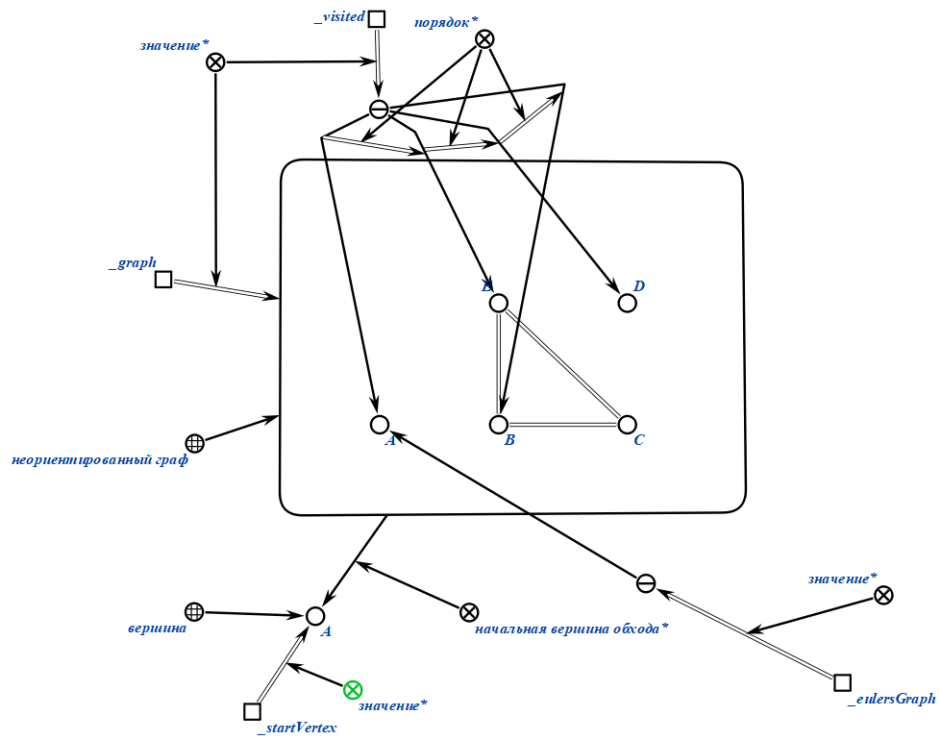 _visited
порядок*
значение*
_graph
E
D
A
B
C
неориентированный граф
значение*
вершина
A
начальная вершина обхода*
_eulersGraph
значение*
_startVertex